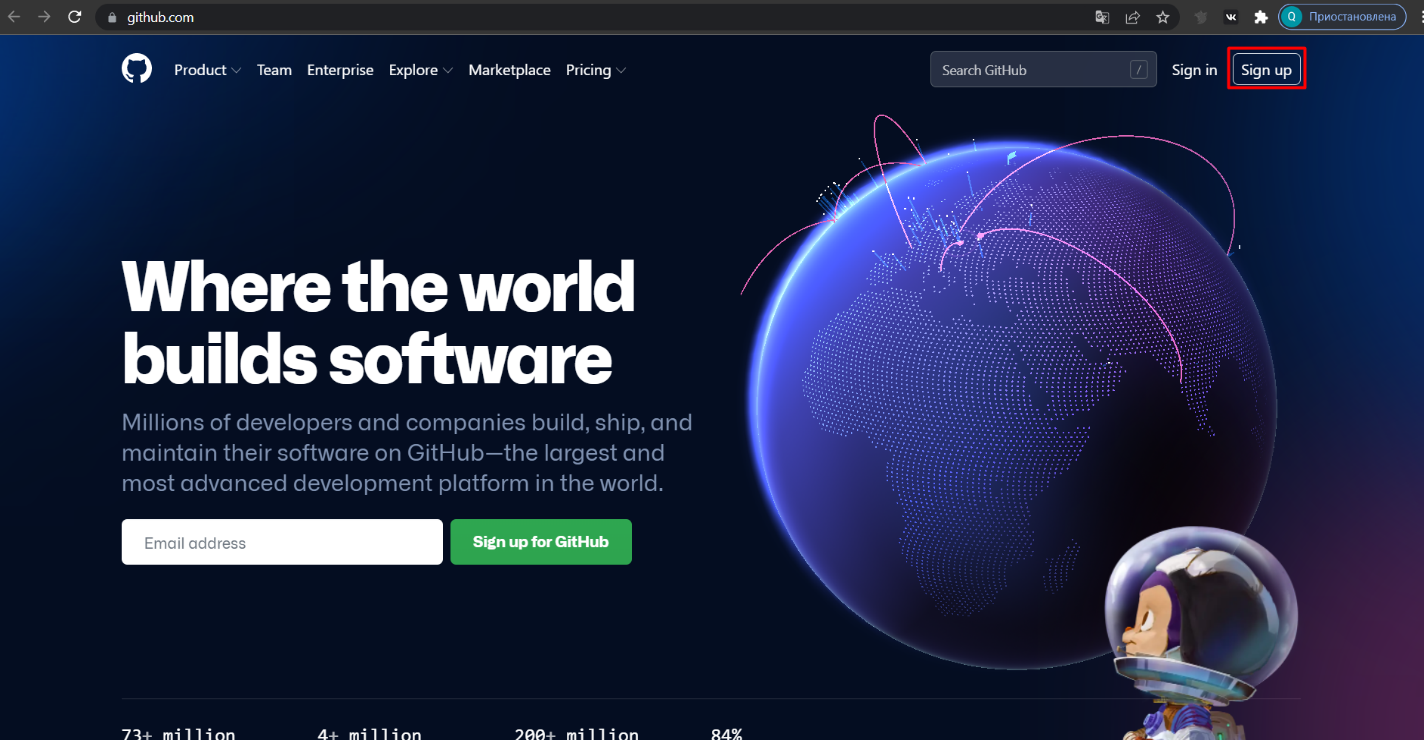 github.com
Q Приостановлена
Product Team Enterprise Explore Marketplace Pricing
Search GitHub /
Sign in
Sign up
Where the world
builds software
Millions of developers and companies build, ship, and
maintain their software on GitHub—the largest and
most advanced development platform in the world.
Email address
Sign up for GitHub
73+ million 4+ million 200+ million 84%